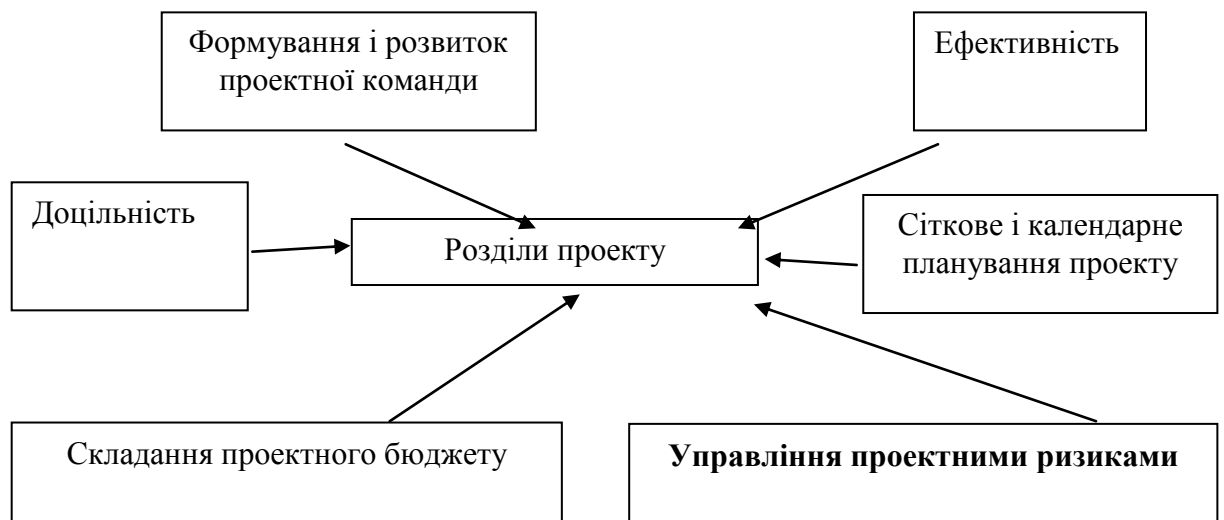 Формування і розвиток
проектної команди
Ефективність
Доцільність
Розділи проекту
Сіткове і календарне
планування проекту
Складання проектного бюджету
Управління проектними ризиками